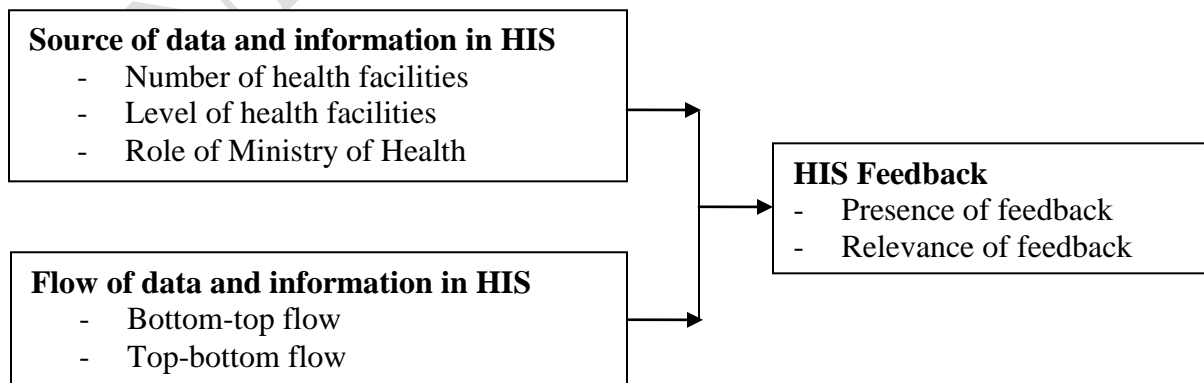 Source of data and information in HIS
- Number of health facilities
- Level of health facilities
- Role of Ministry of Health
HIS Feedback
- Presence of feedback
- Relevance of feedback
Flow of data and information in HIS
- Bottom-top flow
- Top-bottom flow